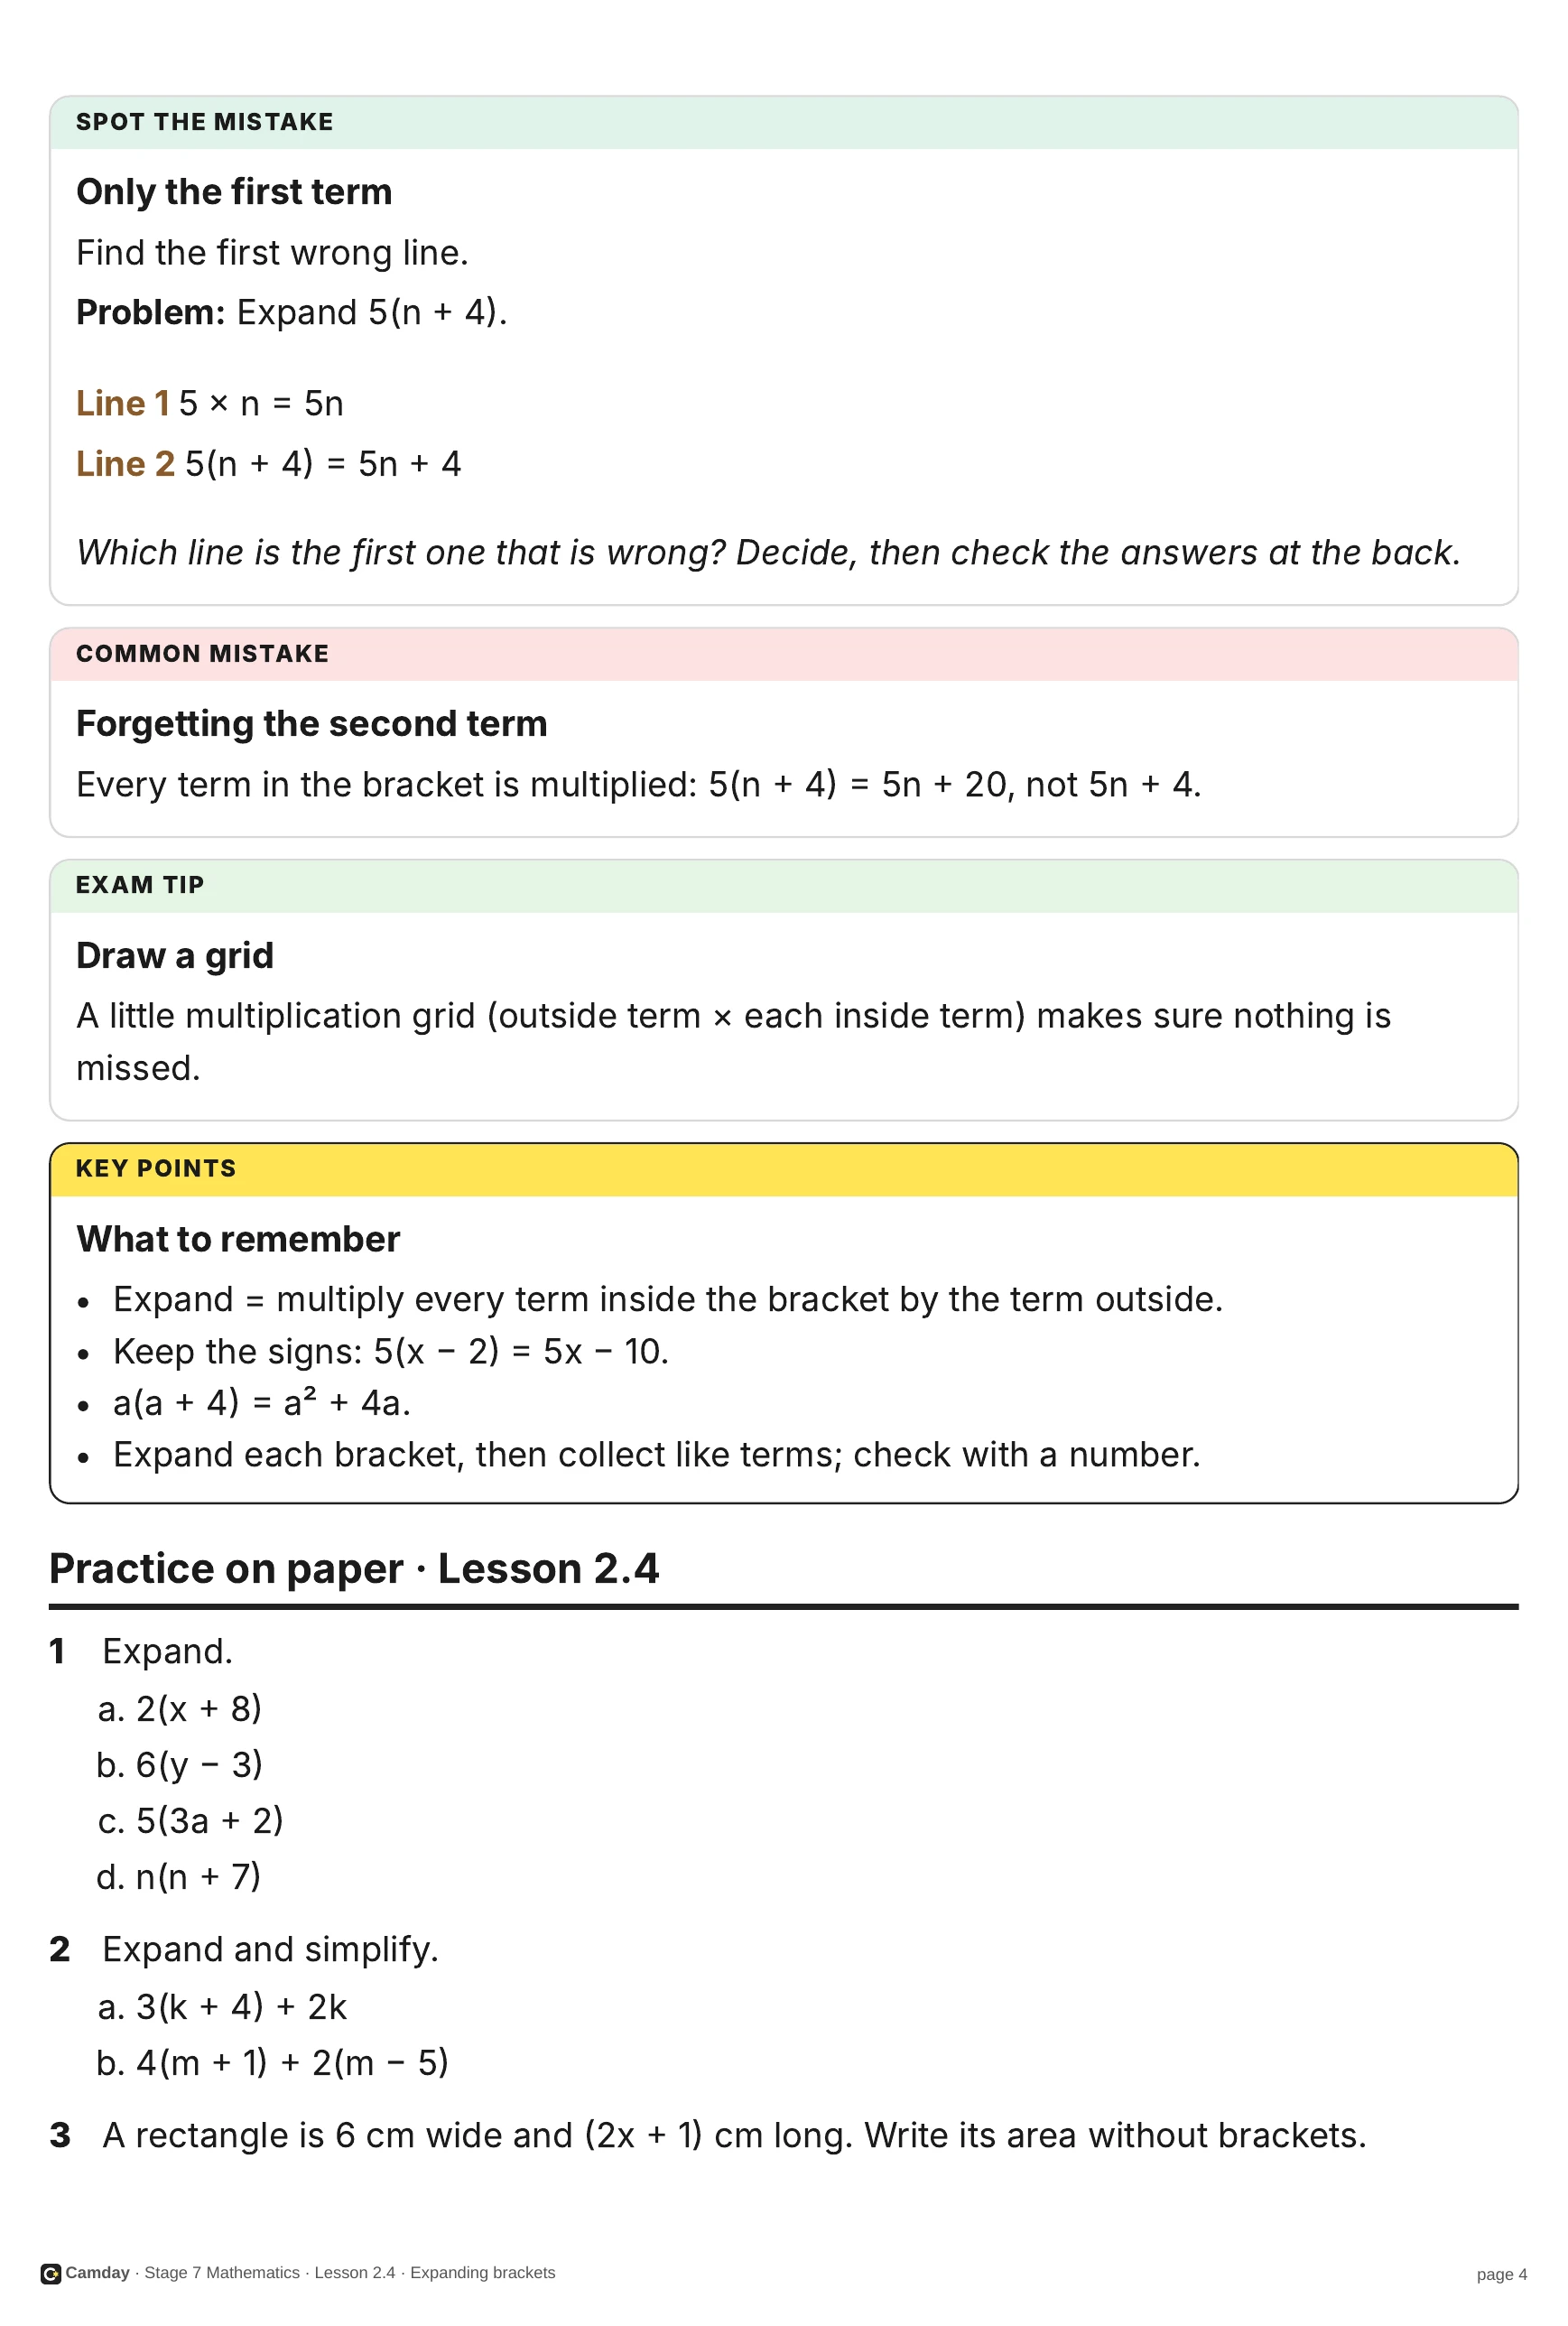 SPOT THE MISTAKE
Only the first term
Find the first wrong line.
Problem: Expand 5(n + 4).
Line 1 5 × n = 5n
Line 2 5(n + 4) = 5n + 4
Which line is the first one that is wrong? Decide, then check the answers at the back.
COMMON MISTAKE
Forgetting the second term
Every term in the bracket is multiplied: 5(n + 4) = 5n + 20, not 5n + 4.
EXAM TIP
Draw a grid
A little multiplication grid (outside term × each inside term) makes sure nothing is
missed.
KEY POINTS
What to remember
• Expand = multiply every term inside the bracket by the term outside.
• Keep the signs: 5(x − 2) = 5x − 10.
• a(a + 4) = a² + 4a.
• Expand each bracket, then collect like terms; check with a number.
Practice on paper · Lesson 2.4
1 Expand.
a. 2(x + 8)
b. 6(y − 3)
c. 5(3a + 2)
d. n(n + 7)
2 Expand and simplify.
a. 3(k + 4) + 2k
b. 4(m + 1) + 2(m − 5)
3 A rectangle is 6 cm wide and (2x + 1) cm long. Write its area without brackets.
Camday · Stage 7 Mathematics · Lesson 2.4 · Expanding brackets
page 4